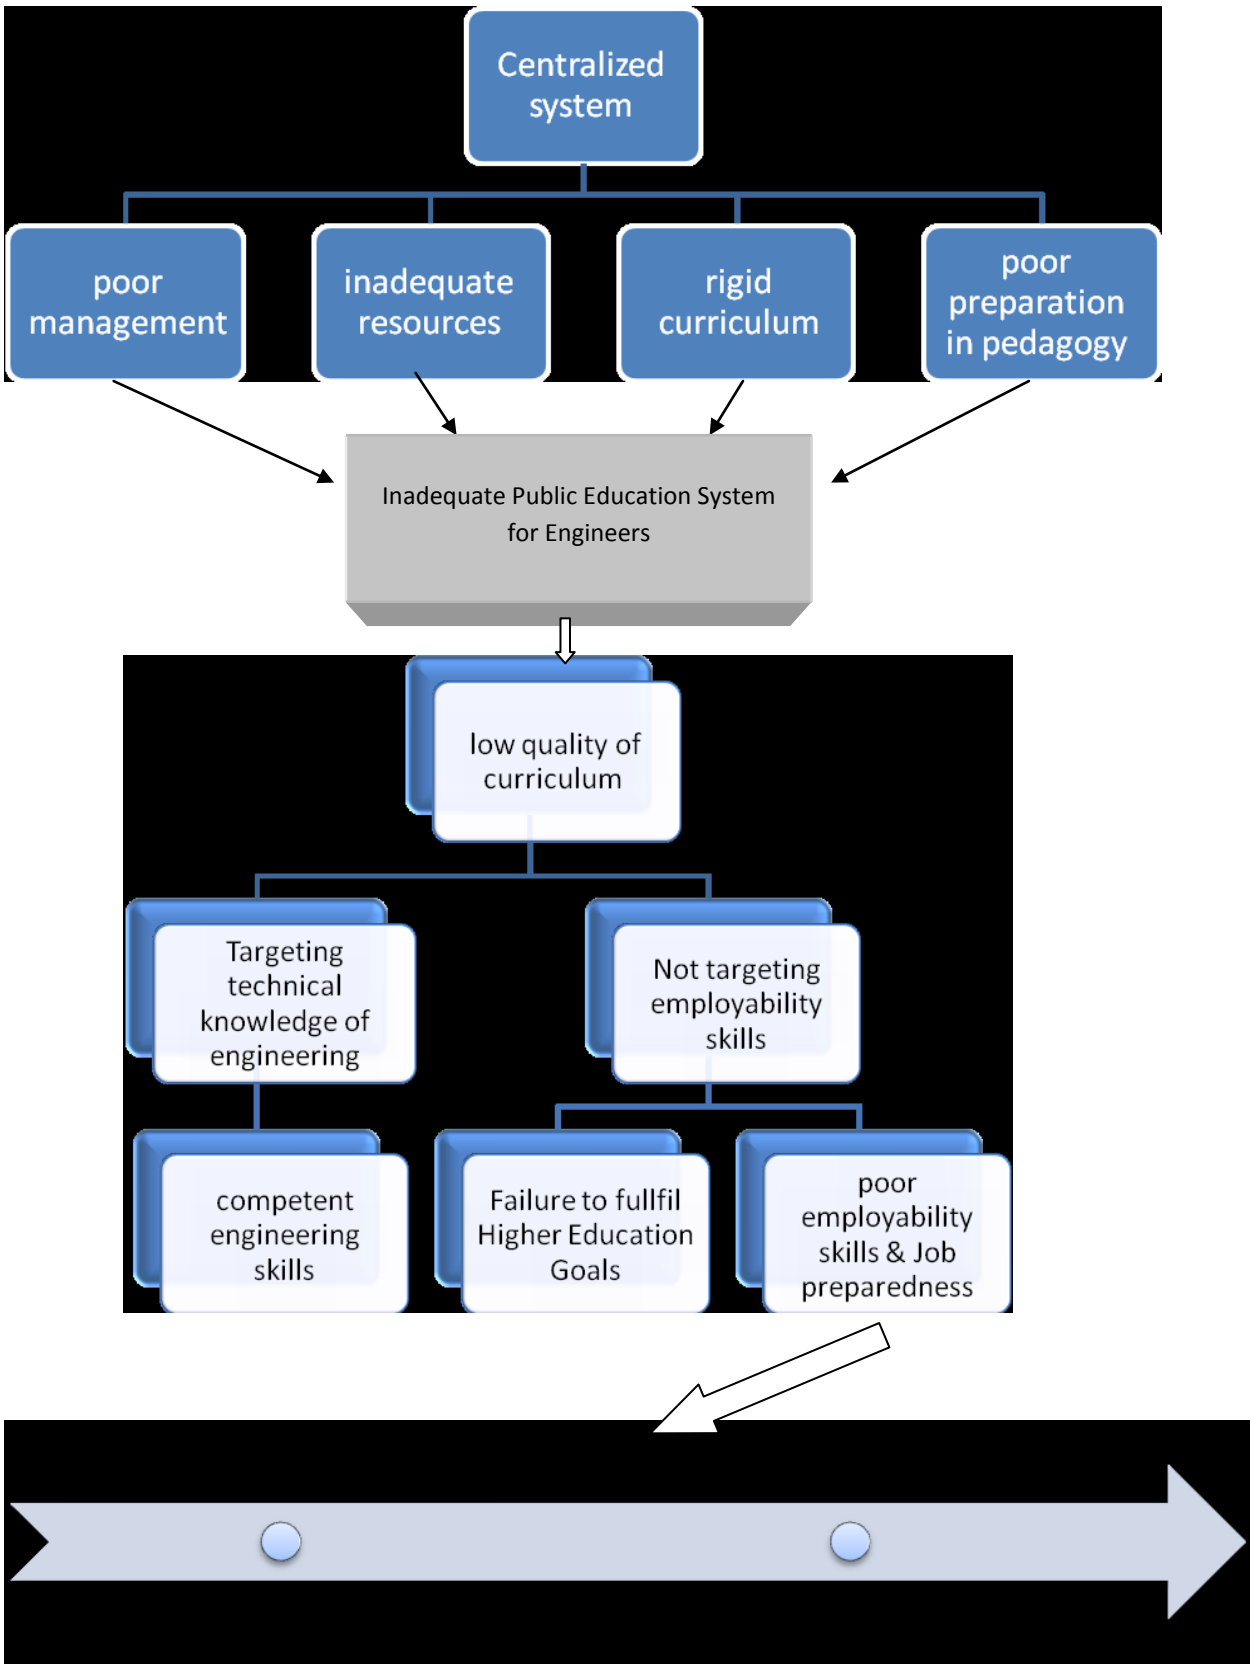 Centralized
system
poor
management
inadequate
resources
rigid
curriculum
poor
preparation
in pedagogy
Inadequate Public Education System
for Engineers
low quality of
curriculum
Targeting
technical
knowledge of
engineering
Not targeting
employability
skills
competent
engineering
skills
Failure to fullfil
Higher Education
Goals
poor
employability
skills & Job
preparedness